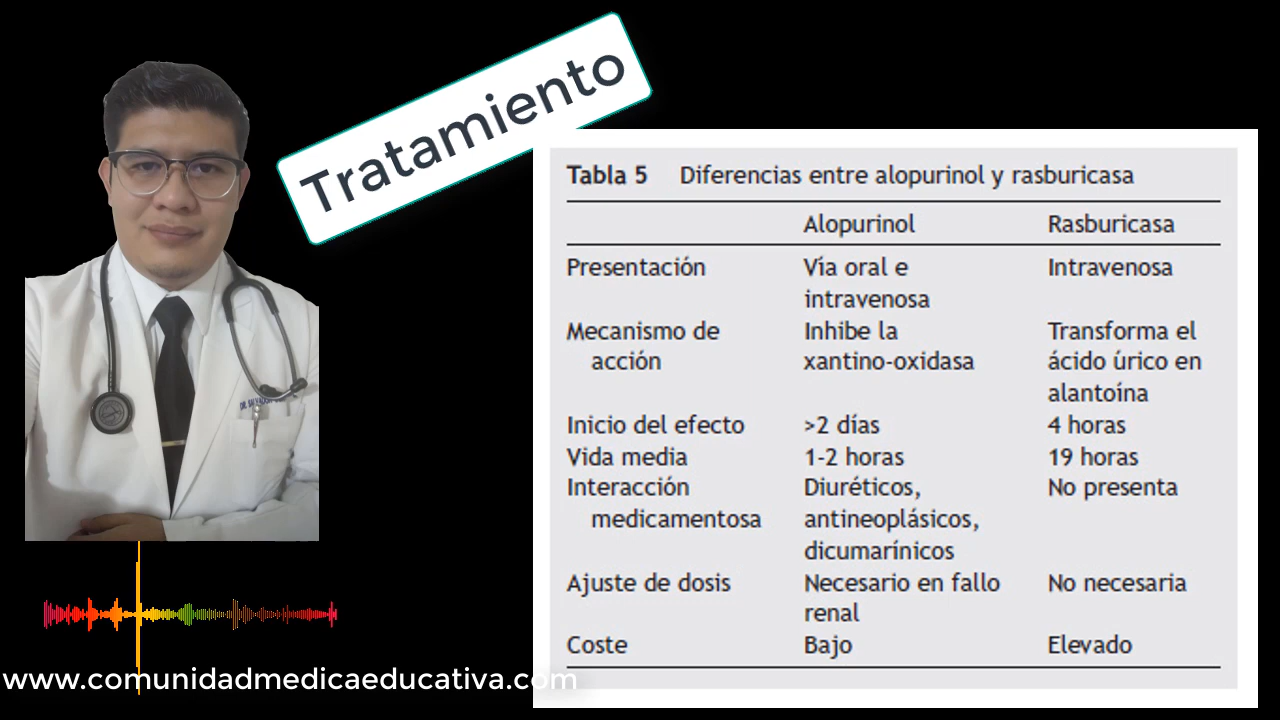 Tratamiento
Tabla 5 Diferencias entre alopurinol y rasburicasa
Alopurinol Rasburicasa
Presentación Vía oral e Intravenosa
intravenosa
Mecanismo de Inhibe la Transforma el
acción xantino-oxidasa ácido úrico en
alantoína
Inicio del efecto >2 días 4 horas
Vida media 1-2 horas 19 horas
Interacción Diuréticos, No presenta
medicamentosa antineoplásicos,
dicumarínicos
Ajuste de dosis Necesario en fallo No necesaria
renal
Coste Bajo Elevado
DR.
www.comunidadmedicaeducativa.com